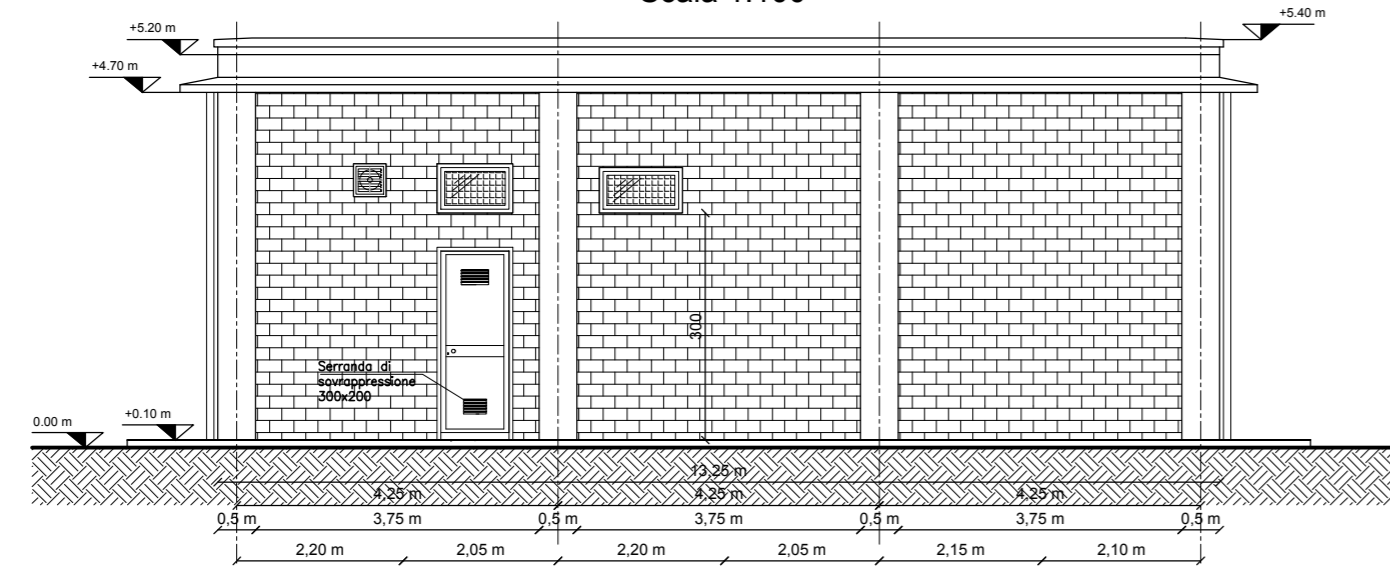 +5.40 m
+5.20 m
+4.70 m
300
Serranda di
sovrappressione
300x200
+0.10 m
0.00 m
13,25 m
4,25 m 4,25 m 4,25 m
0,5 m 3,75 m 0,5 m 3,75 m 0,5 m 3,75 m 0,5 m
2,20 m 2,05 m 2,20 m 2,05 m 2,15 m 2,10 m